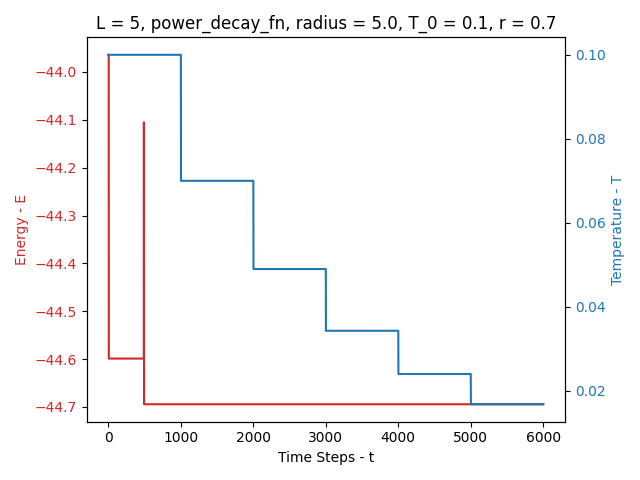 L = 5, power_decay_fn, radius = 5.0, T_0 = 0.1, r = 0.7
−44.0
−44.1
−44.2
−44.3
−44.4
−44.5
−44.6
−44.7
Energy - E
0.10
0.08
0.06
0.04
0.02
Temperature - T
0 1000 2000 3000 4000 5000 6000
Time Steps - t